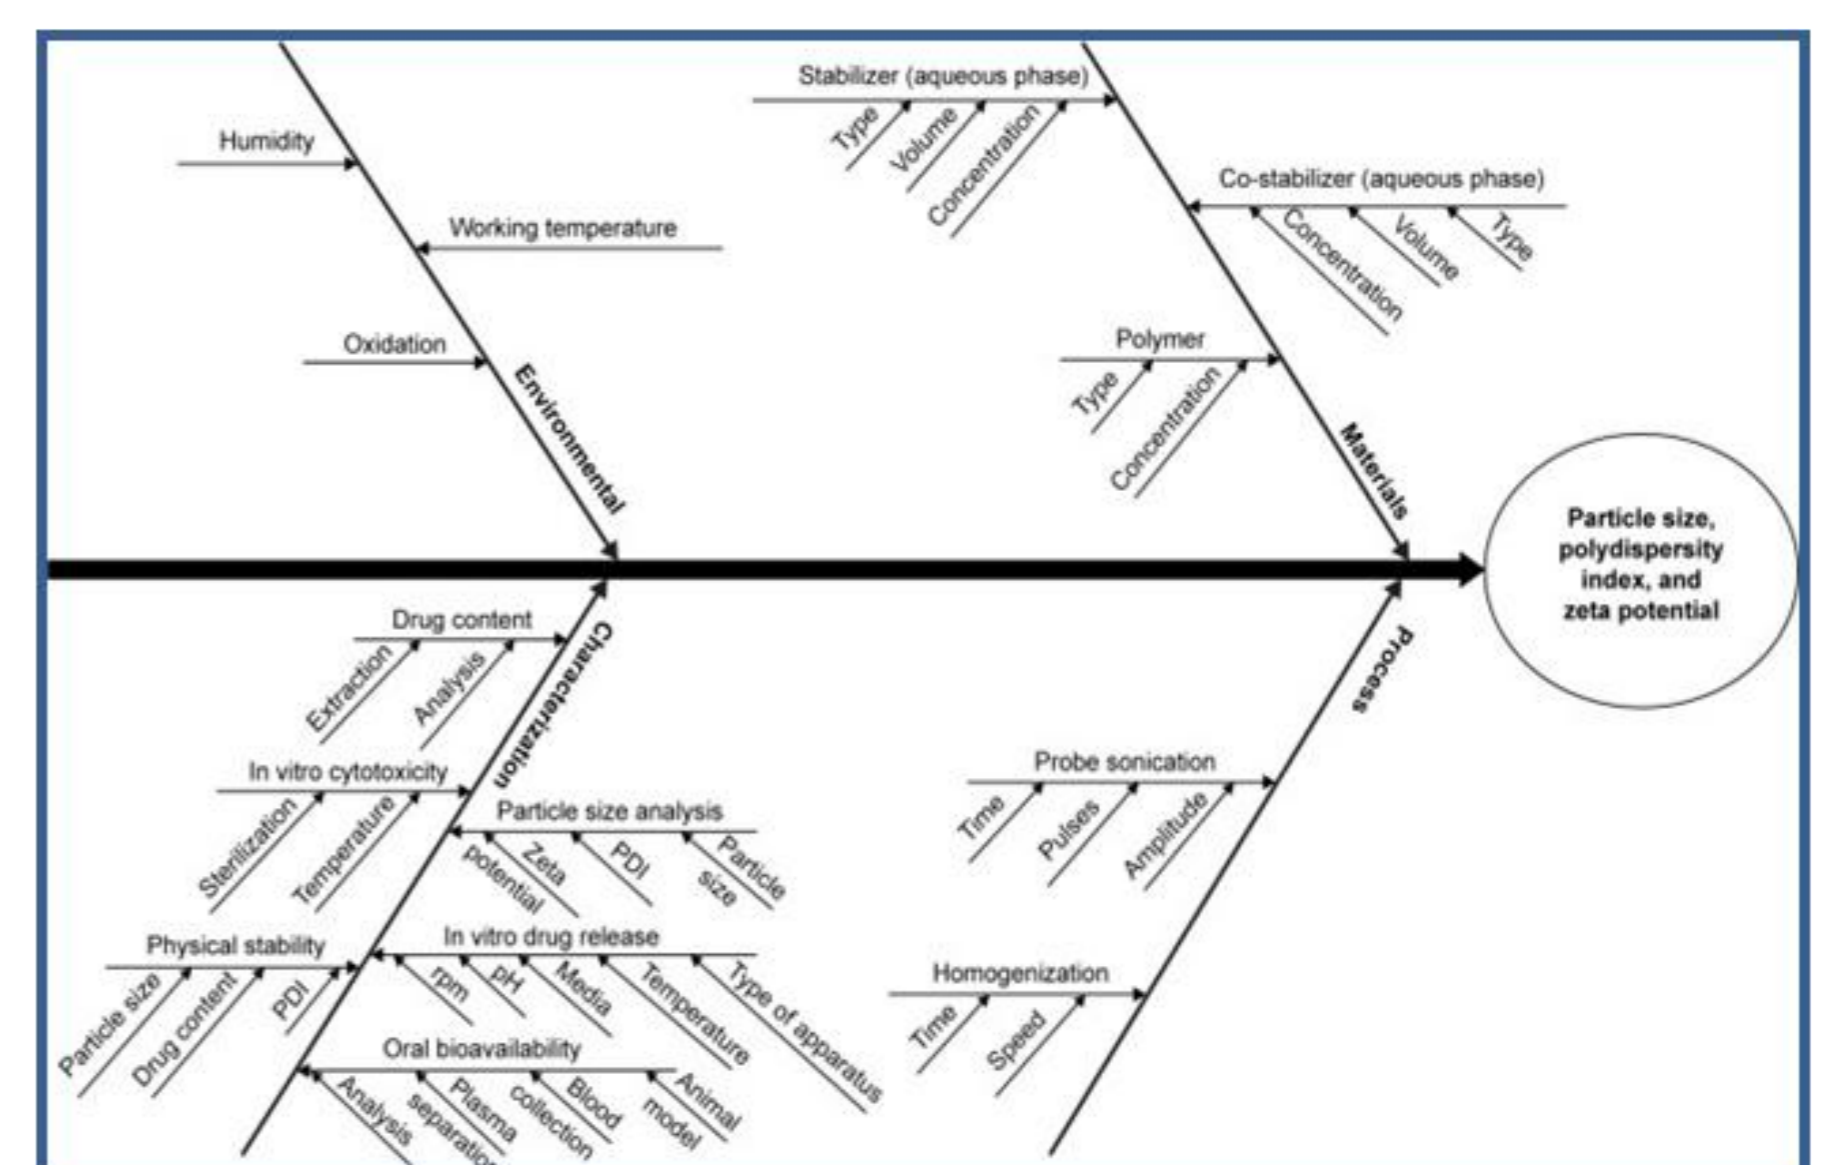 Stabilizer (aqueous phase)
Type
Volume
Concentration
Humidity
Working temperature
Oxidation
Environmental
Co-stabilizer (aqueous phase)
Concentration
Volume
Type
Polymer
Type
Concentration
Materials
Particle size,
polydispersity
index, and
zeta potential
Drug content
Extraction
Analysis
Characterization
In vitro cytotoxicity
Sterilization
Temperature
Particle size analysis
Zeta
potential
PDI
Particle
size
Physical stability
Particle size
Drug content
PDI
In vitro drug release
rpm
pH
Media
Temperature
Type of apparatus
Oral bioavailability
Analysis
Plasma
separation
Blood
collection
Animal
model
Process
Probe sonication
Time
Pulses
Amplitude
Homogenization
Time
Speed